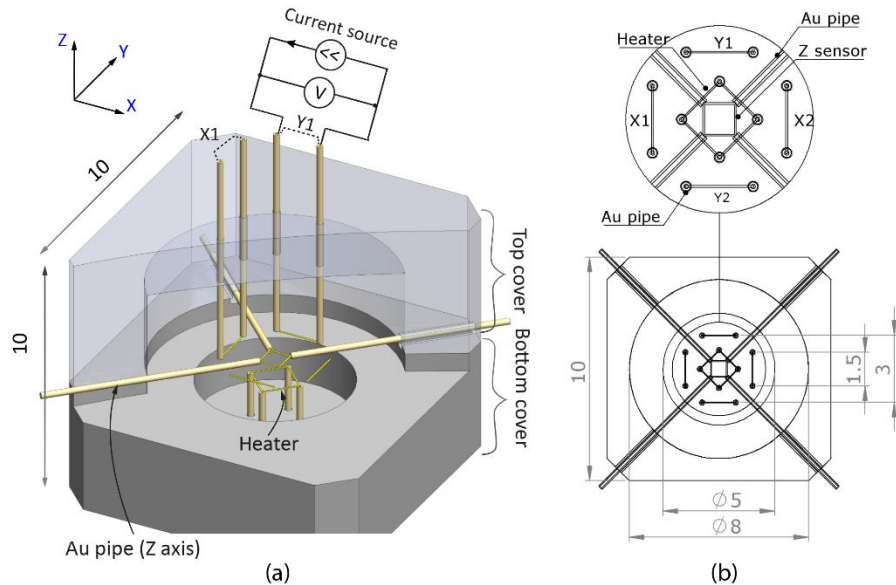 Current source
<<
V
Z
Y
X
X1
Y1
10
10
Top cover
Bottom cover
Heater
Au pipe (Z axis)
(a)
Heater
Y1
Au pipe
Z sensor
X1
X2
Y2
Au pipe
10
1.5
3
∅5
∅8
(b)